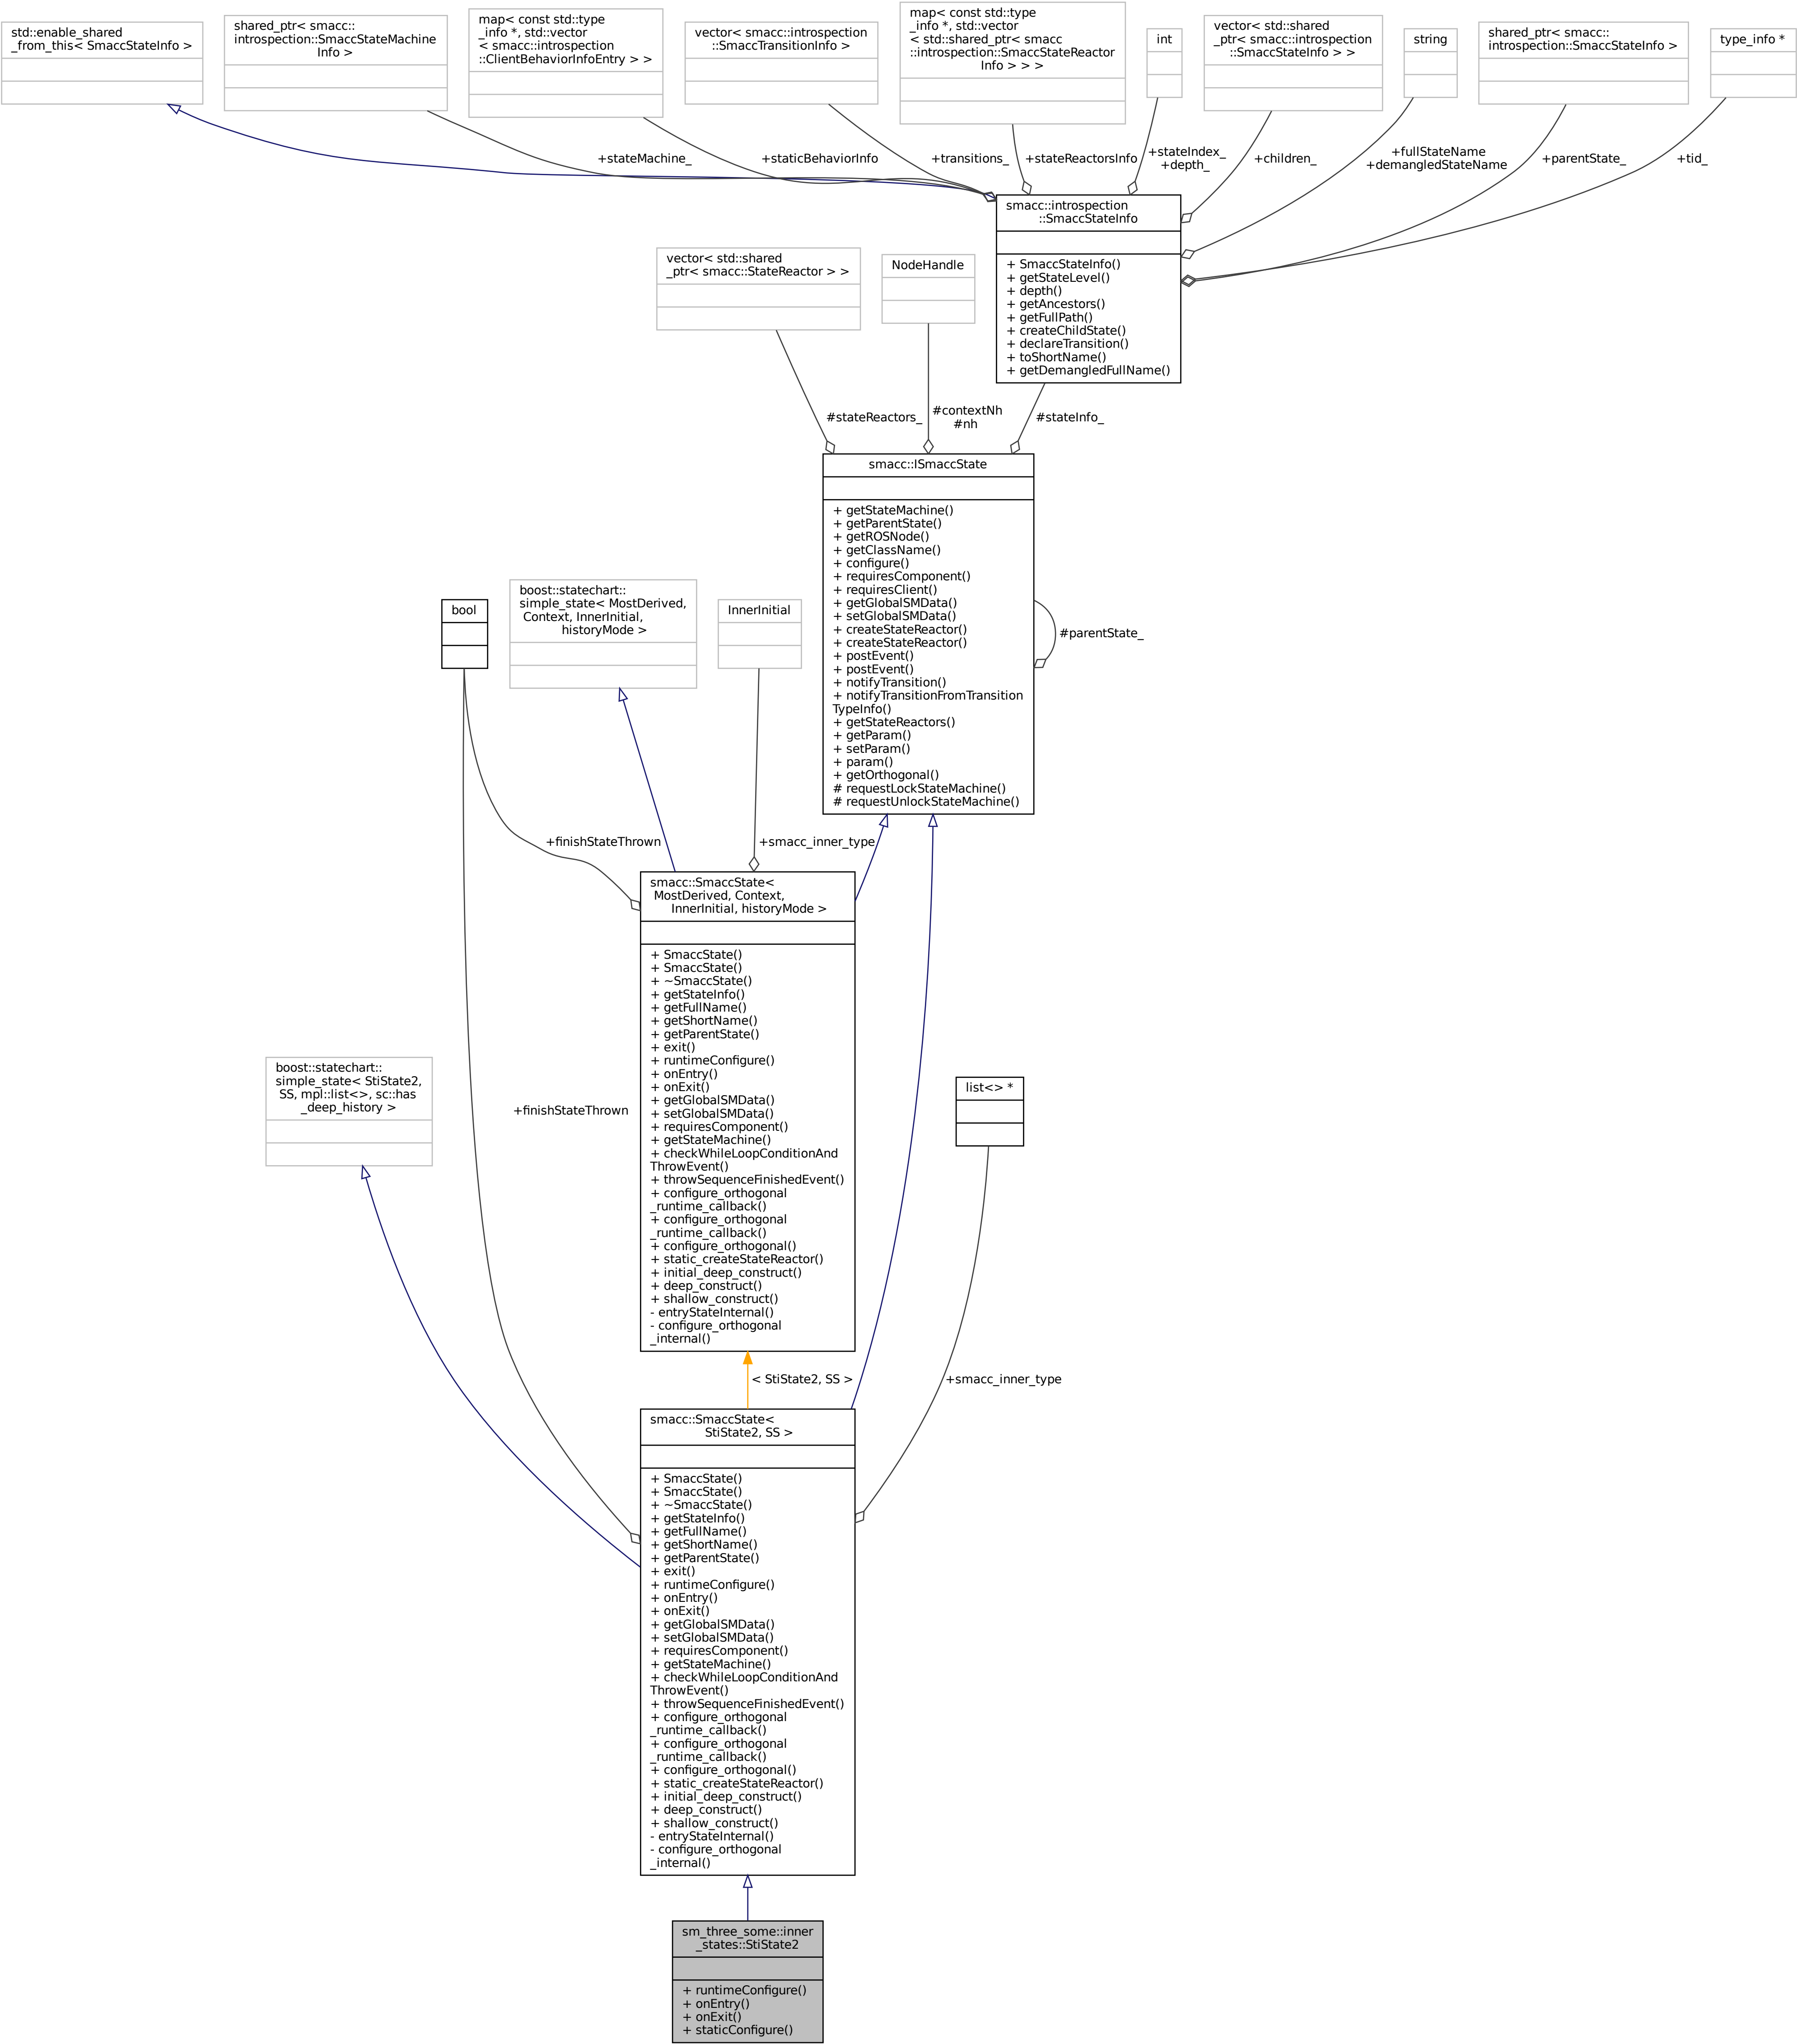 std::enable_shared
_from_this< SmaccStateInfo >
shared_ptr< smacc::
introspection::SmaccStateMachine
Info >
map< const std::type
_info *, std::vector
< smacc::introspection
::ClientBehaviorInfoEntry > >
vector< smacc::introspection
::SmaccTransitionInfo >
map< const std::type
_info *, std::vector
< std::shared_ptr< smacc
::introspection::SmaccStateReactor
Info > > >
int
vector< std::shared
_ptr< smacc::introspection
::SmaccStateInfo > >
string
shared_ptr< smacc::
introspection::SmaccStateInfo >
type_info *
+stateMachine_
+staticBehaviorInfo
+transitions_
+stateReactorsInfo
+stateIndex_
+depth_
+children_
+fullStateName
+demangledStateName
+parentState_
+tid_
smacc::introspection
::SmaccStateInfo
+ SmaccStateInfo()
+ getStateLevel()
+ depth()
+ getAncestors()
+ getFullPath()
+ createChildState()
+ declareTransition()
+ toShortName()
+ getDemangledFullName()
vector< std::shared
_ptr< smacc::StateReactor > >
NodeHandle
#stateReactors_
#contextNh
#nh
#stateInfo_
smacc::ISmaccState
+ getStateMachine()
+ getParentState()
+ getROSNode()
+ getClassName()
+ configure()
+ requiresComponent()
+ requiresClient()
+ getGlobalSMData()
+ setGlobalSMData()
+ createStateReactor()
+ createStateReactor()
+ postEvent()
+ postEvent()
+ notifyTransition()
+ notifyTransitionFromTransition
TypeInfo()
+ getStateReactors()
+ getParam()
+ setParam()
+ param()
+ getOrthogonal()
# requestLockStateMachine()
# requestUnlockStateMachine()
#parentState_
bool
boost::statechart::
simple_state< MostDerived,
Context, InnerInitial,
historyMode >
InnerInitial
+finishStateThrown
+smacc_inner_type
smacc::SmaccState<
MostDerived, Context,
InnerInitial, historyMode >
+ SmaccState()
+ SmaccState()
+ ~SmaccState()
+ getStateInfo()
+ getFullName()
+ getShortName()
+ getParentState()
+ exit()
+ runtimeConfigure()
+ onEntry()
+ onExit()
+ getGlobalSMData()
+ setGlobalSMData()
+ requiresComponent()
+ getStateMachine()
+ checkWhileLoopConditionAnd
ThrowEvent()
+ throwSequenceFinishedEvent()
+ configure_orthogonal
_runtime_callback()
+ configure_orthogonal
_runtime_callback()
+ configure_orthogonal()
+ static_createStateReactor()
+ initial_deep_construct()
+ deep_construct()
+ shallow_construct()
- entryStateInternal()
- configure_orthogonal
_internal()
boost::statechart::
simple_state< StiState2,
SS, mpl::list<>, sc::has
_deep_history >
+finishStateThrown
list<> *
< StiState2, SS >
+smacc_inner_type
smacc::SmaccState<
StiState2, SS >
+ SmaccState()
+ SmaccState()
+ ~SmaccState()
+ getStateInfo()
+ getFullName()
+ getShortName()
+ getParentState()
+ exit()
+ runtimeConfigure()
+ onEntry()
+ onExit()
+ getGlobalSMData()
+ setGlobalSMData()
+ requiresComponent()
+ getStateMachine()
+ checkWhileLoopConditionAnd
ThrowEvent()
+ throwSequenceFinishedEvent()
+ configure_orthogonal
_runtime_callback()
+ configure_orthogonal
_runtime_callback()
+ configure_orthogonal()
+ static_createStateReactor()
+ initial_deep_construct()
+ deep_construct()
+ shallow_construct()
- entryStateInternal()
- configure_orthogonal
_internal()
sm_three_some::inner
_states::StiState2
+ runtimeConfigure()
+ onEntry()
+ onExit()
+ staticConfigure()